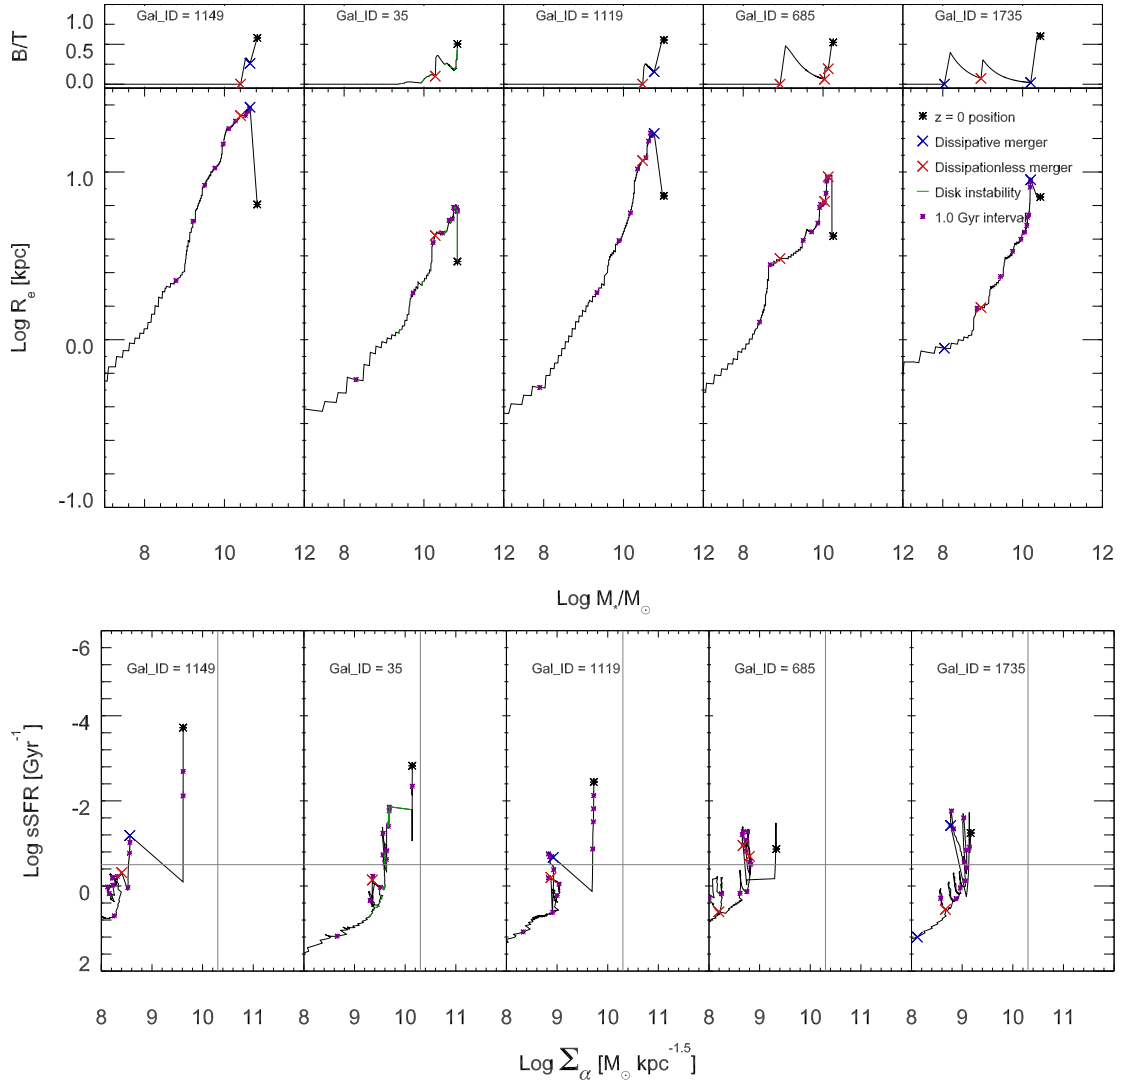 B/T
1.0
0.5
0.0
Gal_ID = 1149
Gal_ID = 35
Gal_ID = 1119
Gal_ID = 685
Gal_ID = 1735
Log R_e [kpc]
1.0
0.0
-1.0
z = 0 position
Dissipative merger
Dissipationless merger
Disk instability
1.0 Gyr interval
8 10 12 8 10 12 8 10 12 8 10 12 8 10 12
Log M_*/M_☉
Log sSFR [Gyr^-1]
-6
-4
-2
0
2
Gal_ID = 1149
Gal_ID = 35
Gal_ID = 1119
Gal_ID = 685
Gal_ID = 1735
8 9 10 11 8 9 10 11 8 9 10 11 8 9 10 11 8 9 10 11
Log Σ_α [M_☉ kpc^-1.5]